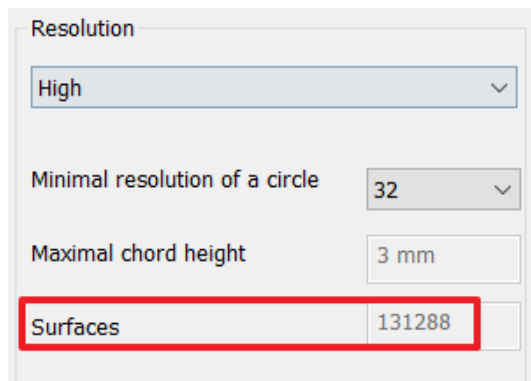 Resolution
High
Minimal resolution of a circle 32
Maximal chord height 3 mm
Surfaces 131288